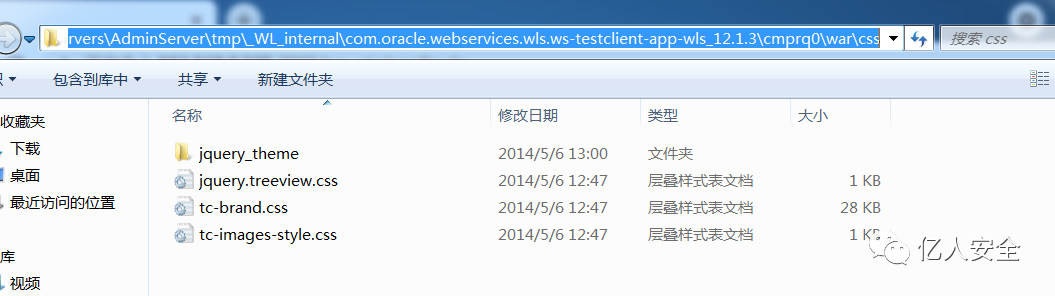 rvers\AdminServer\tmp\_WL_internal\com.oracle.webservices.wls.ws-testclient-app-wls_12.1.3\cmprq0\war\css 搜索 css
包含到库中 共享 新建文件夹
收藏夹
下载
桌面
最近访问的位置
库
视频
名称 修改日期 类型 大小
jquery_theme 2014/5/6 13:00 文件夹
jquery.treeview.css 2014/5/6 12:47 层叠样式表文档 1 KB
tc-brand.css 2014/5/6 12:47 层叠样式表文档 28 KB
tc-images-style.css 2014/5/6 12:47 层叠样式表文档 1 KB
亿人安全